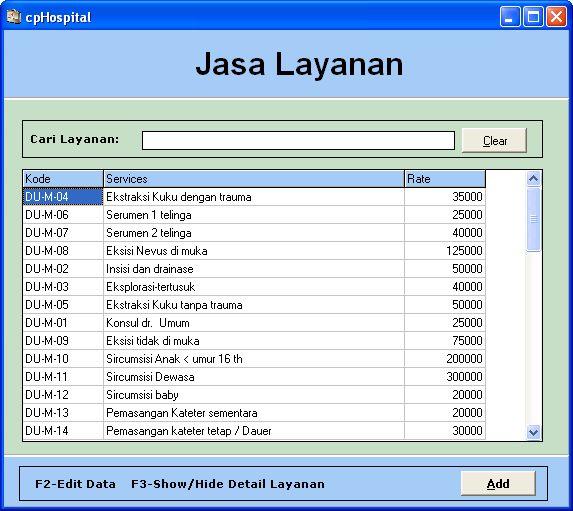 cpHospital
Jasa Layanan
Cari Layanan: Clear
Kode Services Rate
DU-M-04 Ekstraksi Kuku dengan trauma 35000
DU-M-06 Serumen 1 telinga 25000
DU-M-07 Serumen 2 telinga 40000
DU-M-08 Eksisi Nevus di muka 125000
DU-M-02 Insisi dan drainase 50000
DU-M-03 Eksplorasi-tertusuk 40000
DU-M-05 Ekstraksi Kuku tanpa trauma 50000
DU-M-01 Konsul dr. Umum 25000
DU-M-09 Eksisi tidak di muka 75000
DU-M-10 Sircumsisi Anak < umur 16 th 200000
DU-M-11 Sircumsisi Dewasa 300000
DU-M-12 Sircumsisi baby 20000
DU-M-13 Pemasangan Kateter sementara 20000
DU-M-14 Pemasangan kateter tetap / Dauer 30000
F2-Edit Data F3-Show/Hide Detail Layanan Add